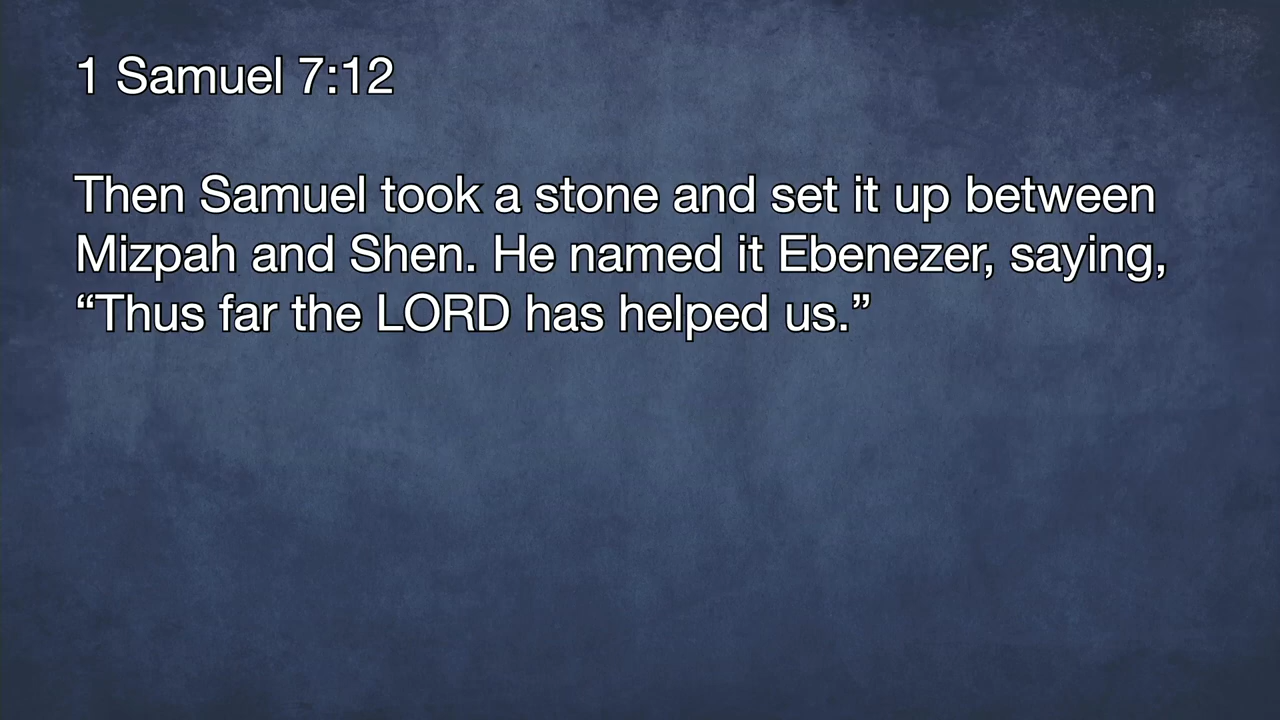 1 Samuel 7:12
Then Samuel took a stone and set it up between
Mizpah and Shen. He named it Ebenezer, saying,
“Thus far the LORD has helped us.”